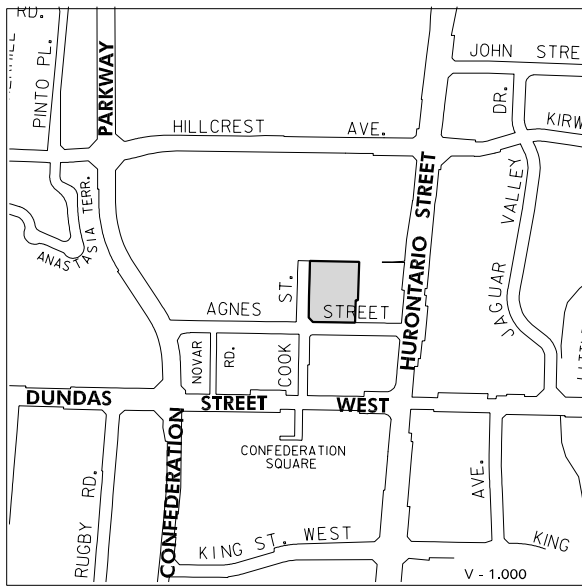 RD.
PINTO PL.
PARKWAY
JOHN STRE
DR.
KIRW
HILLCREST AVE.
HURONTARIO STREET
JAGUAR VALLEY
ANASTASIA TERR.
AGNES STREET
COOK ST.
NOVAR RD.
DUNDAS STREET WEST
CONFEDERATION
CONFEDERATION
SQUARE
RUGBY RD.
KING ST. WEST
AVE.
KING
V - 1.000